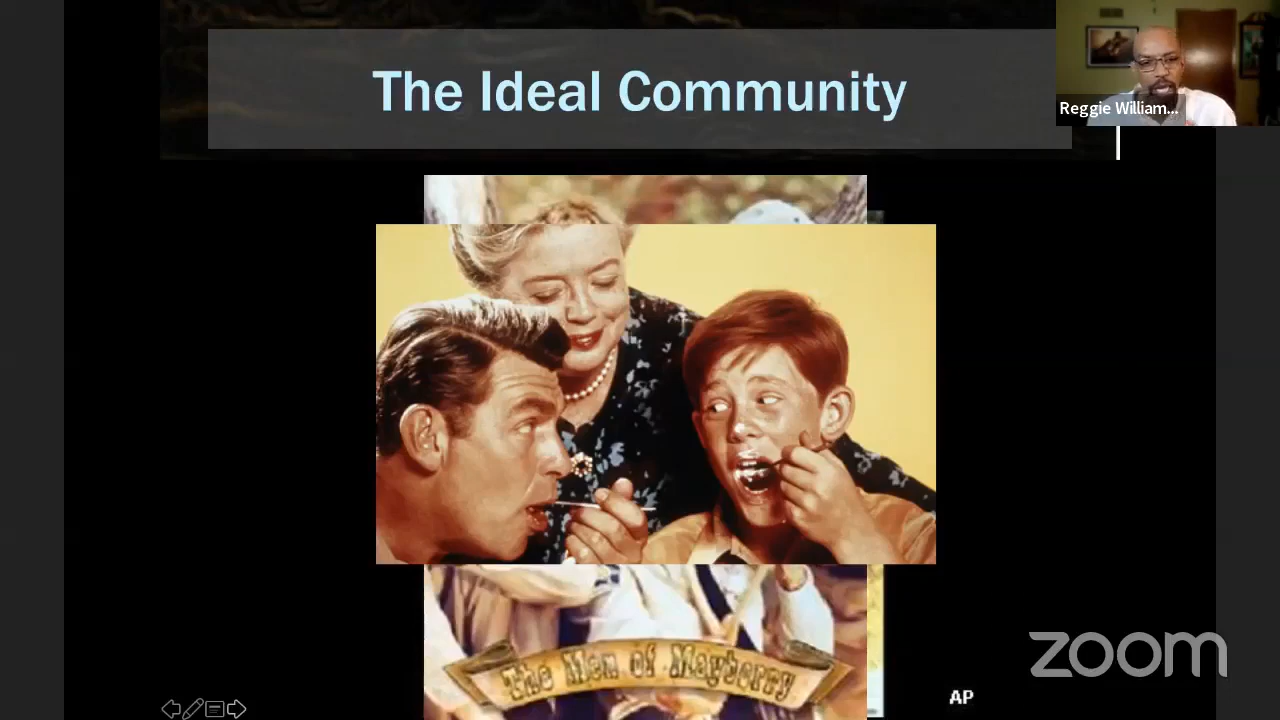 The Ideal Community
Reggie William...
The Men of Mayberry
zoom
AP